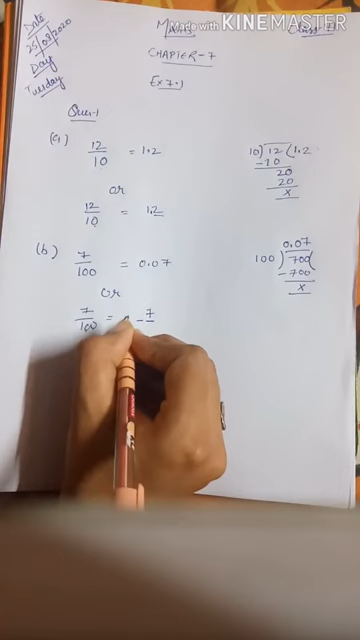 Date
25/08/2020
Day
Tuesday
Maths
Made with KINEMASTER
CHAPTER-7
EX 7.1
Ques-1
(a) 12/10 = 1.2
10) 12 (1.2
-10
20
20
x
or
12/10 = 1.2
(b) 7/100 = 0.07
0.07
100) 700 (
-700
x
or
7/100 = - 7